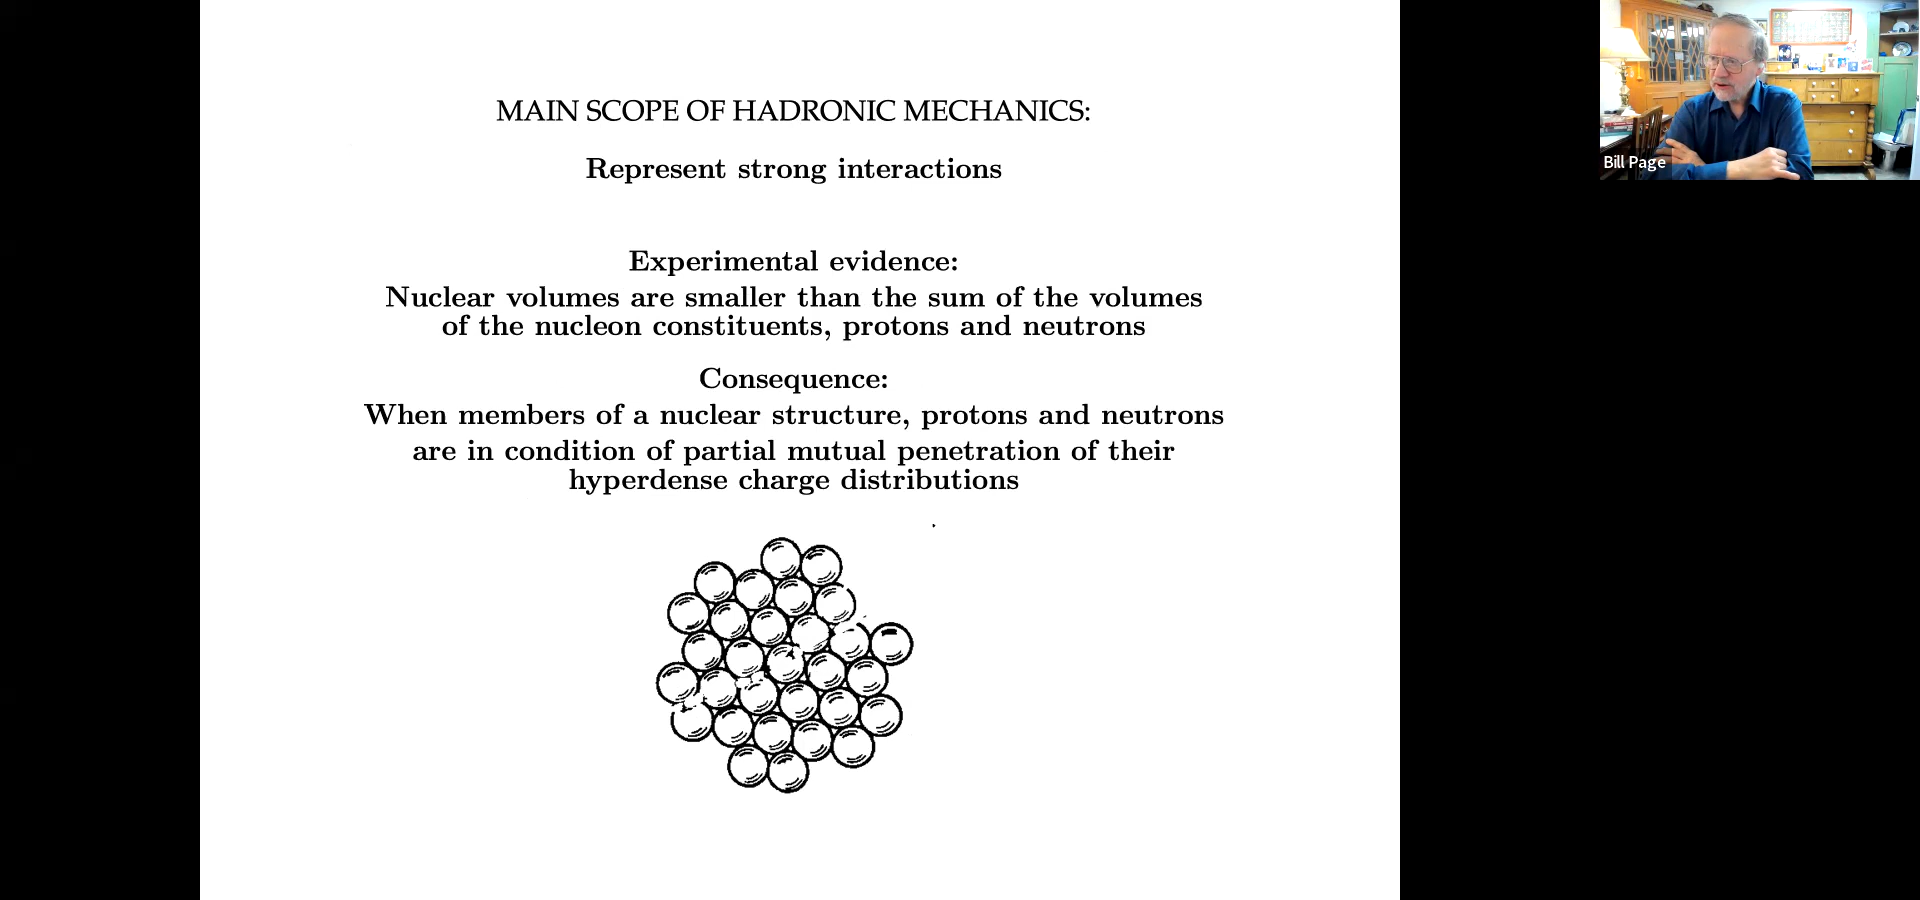 MAIN SCOPE OF HADRONIC MECHANICS:
Represent strong interactions
Experimental evidence:
Nuclear volumes are smaller than the sum of the volumes
of the nucleon constituents, protons and neutrons
Consequence:
When members of a nuclear structure, protons and neutrons
are in condition of partial mutual penetration of their
hyperdense charge distributions
Bill Page